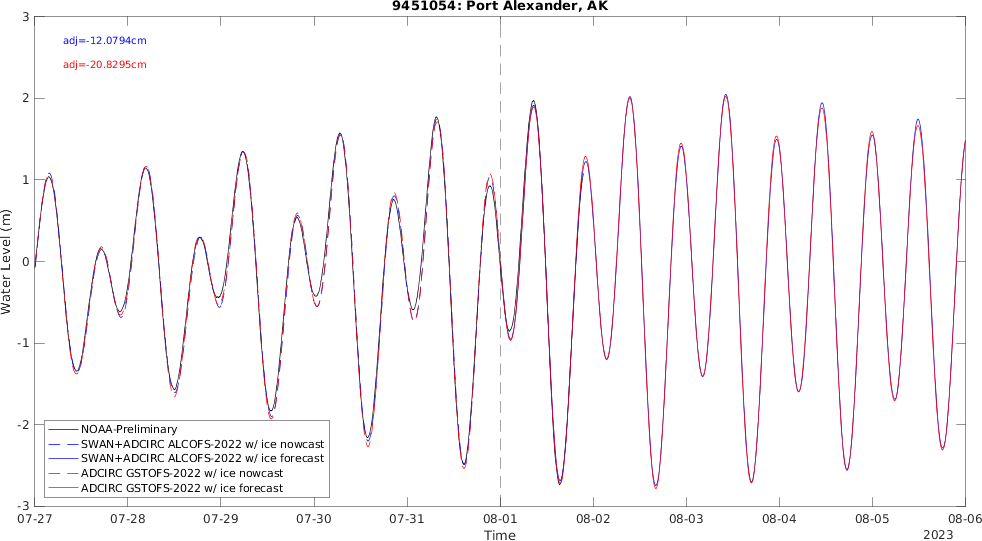 9451054: Port Alexander, AK
adj=-12.0794cm
adj=-20.8295cm
3
2
1
0
-1
-2
-3
Water Level (m)
NOAA-Preliminary
SWAN+ADCIRC ALCOFS-2022 w/ ice nowcast
SWAN+ADCIRC ALCOFS-2022 w/ ice forecast
ADCIRC GSTOFS-2022 w/ ice nowcast
ADCIRC GSTOFS-2022 w/ ice forecast
07-27 07-28 07-29 07-30 07-31 08-01 08-02 08-03 08-04 08-05 08-06
Time
2023